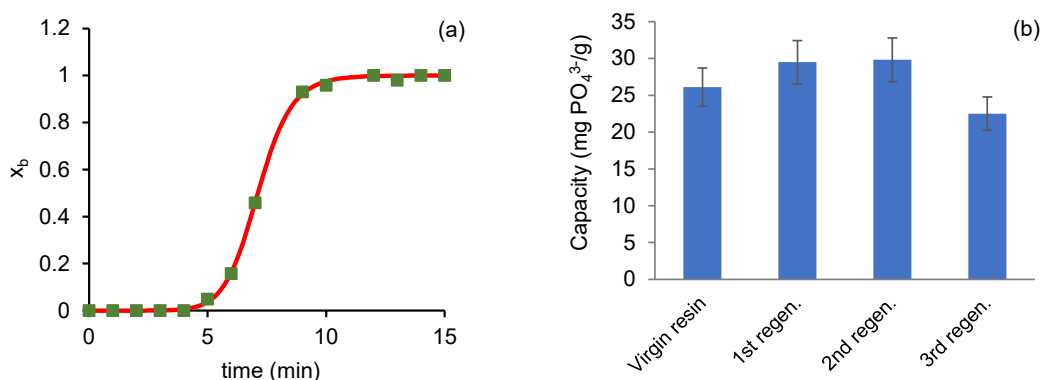 (a)
1.2
1
0.8
0.6
0.4
0.2
0
x_b
0 5 10 15
time (min)
(b)
35
30
25
20
15
10
5
0
Capacity (mg PO₄³⁻/g)
Virgin resin
1st regen.
2nd regen.
3rd regen.